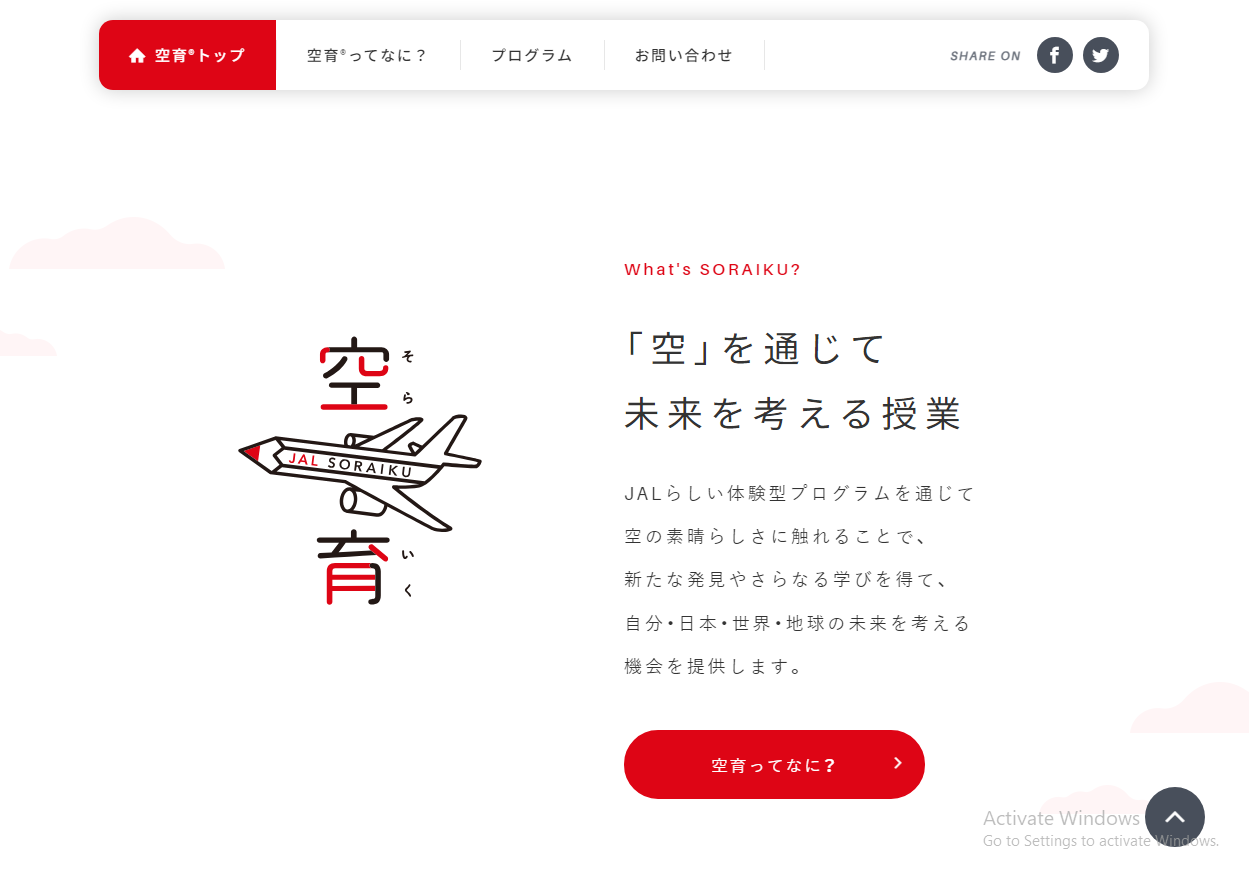 空育®トップ
空育®ってなに？
プログラム
お問い合わせ
SHARE ON
What's SORAIKU?
「空」を通じて
未来を考える授業
空
そら
JAL SORAIKU
育
いく
JALらしい体験型プログラムを通じて
空の素晴らしさに触れることで、
新たな発見やさらなる学びを得て、
自分・日本・世界・地球の未来を考える
機会を提供します。
空育ってなに？
Activate Windows
Go to Settings to activate Windows.